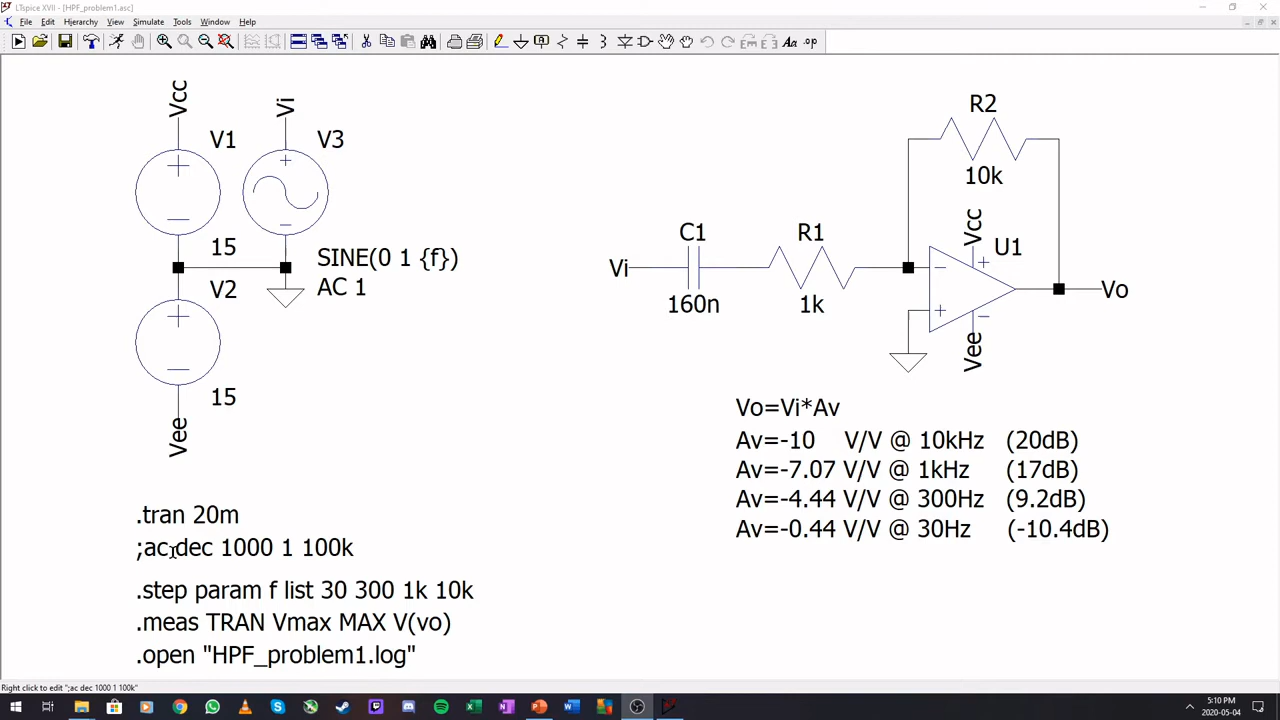 LTspice XVII - [HPF_problem1.asc]
File Edit Hierarchy View Simulate Tools Window Help
.op
Vcc
Vi
V1
V3
15
SINE(0 1 {f})
AC 1
V2
15
Vee
R2
10k
C1
R1
Vcc
U1
Vi
Vo
160n
1k
Vee
Vo=Vi*Av
Av=-10 V/V @ 10kHz (20dB)
Av=-7.07 V/V @ 1kHz (17dB)
Av=-4.44 V/V @ 300Hz (9.2dB)
Av=-0.44 V/V @ 30Hz (-10.4dB)
.tran 20m
;ac dec 1000 1 100k
.step param f list 30 300 1k 10k
.meas TRAN Vmax MAX V(vo)
.open "HPF_problem1.log"
Right click to edit ";ac dec 1000 1 100k"
5:10 PM
2020-05-04